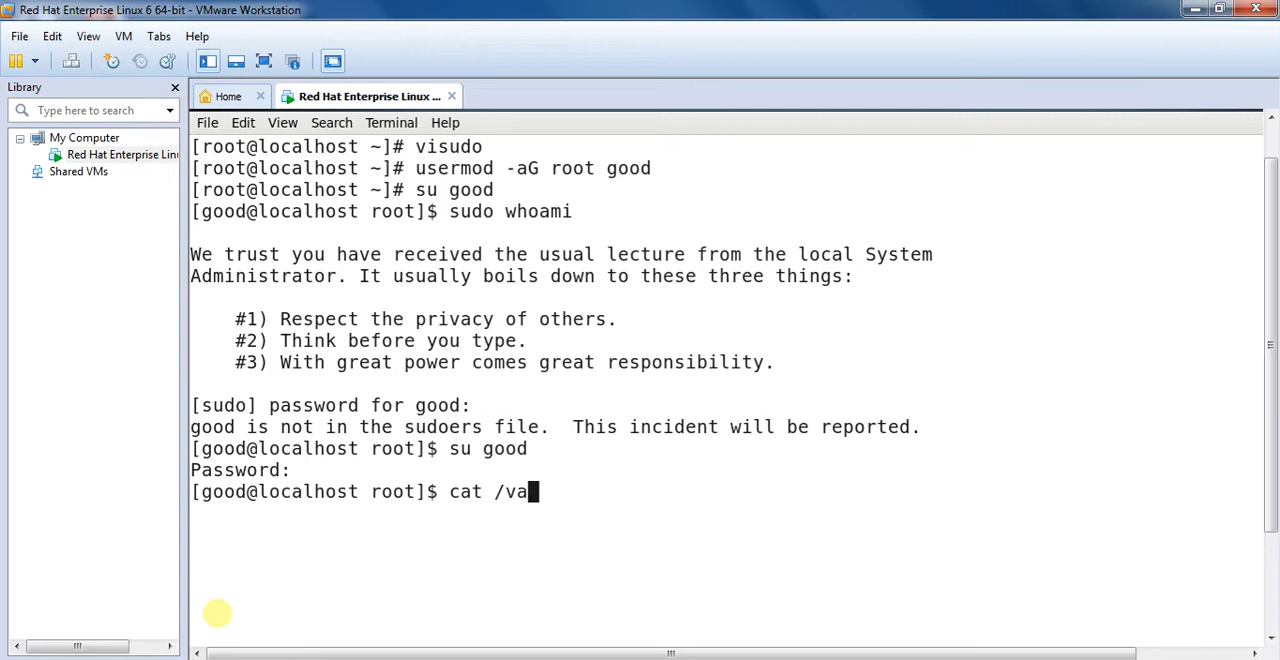 Red Hat Enterprise Linux 6 64-bit - VMware Workstation
File Edit View VM Tabs Help
Library
Type here to search
My Computer
Red Hat Enterprise Linu
Shared VMs
Home
Red Hat Enterprise Linux ...
File Edit View Search Terminal Help
[root@localhost ~]# visudo
[root@localhost ~]# usermod -aG root good
[root@localhost ~]# su good
[good@localhost root]$ sudo whoami
We trust you have received the usual lecture from the local System
Administrator. It usually boils down to these three things:
#1) Respect the privacy of others.
#2) Think before you type.
#3) With great power comes great responsibility.
[sudo] password for good:
good is not in the sudoers file.  This incident will be reported.
[good@localhost root]$ su good
Password:
[good@localhost root]$ cat /va